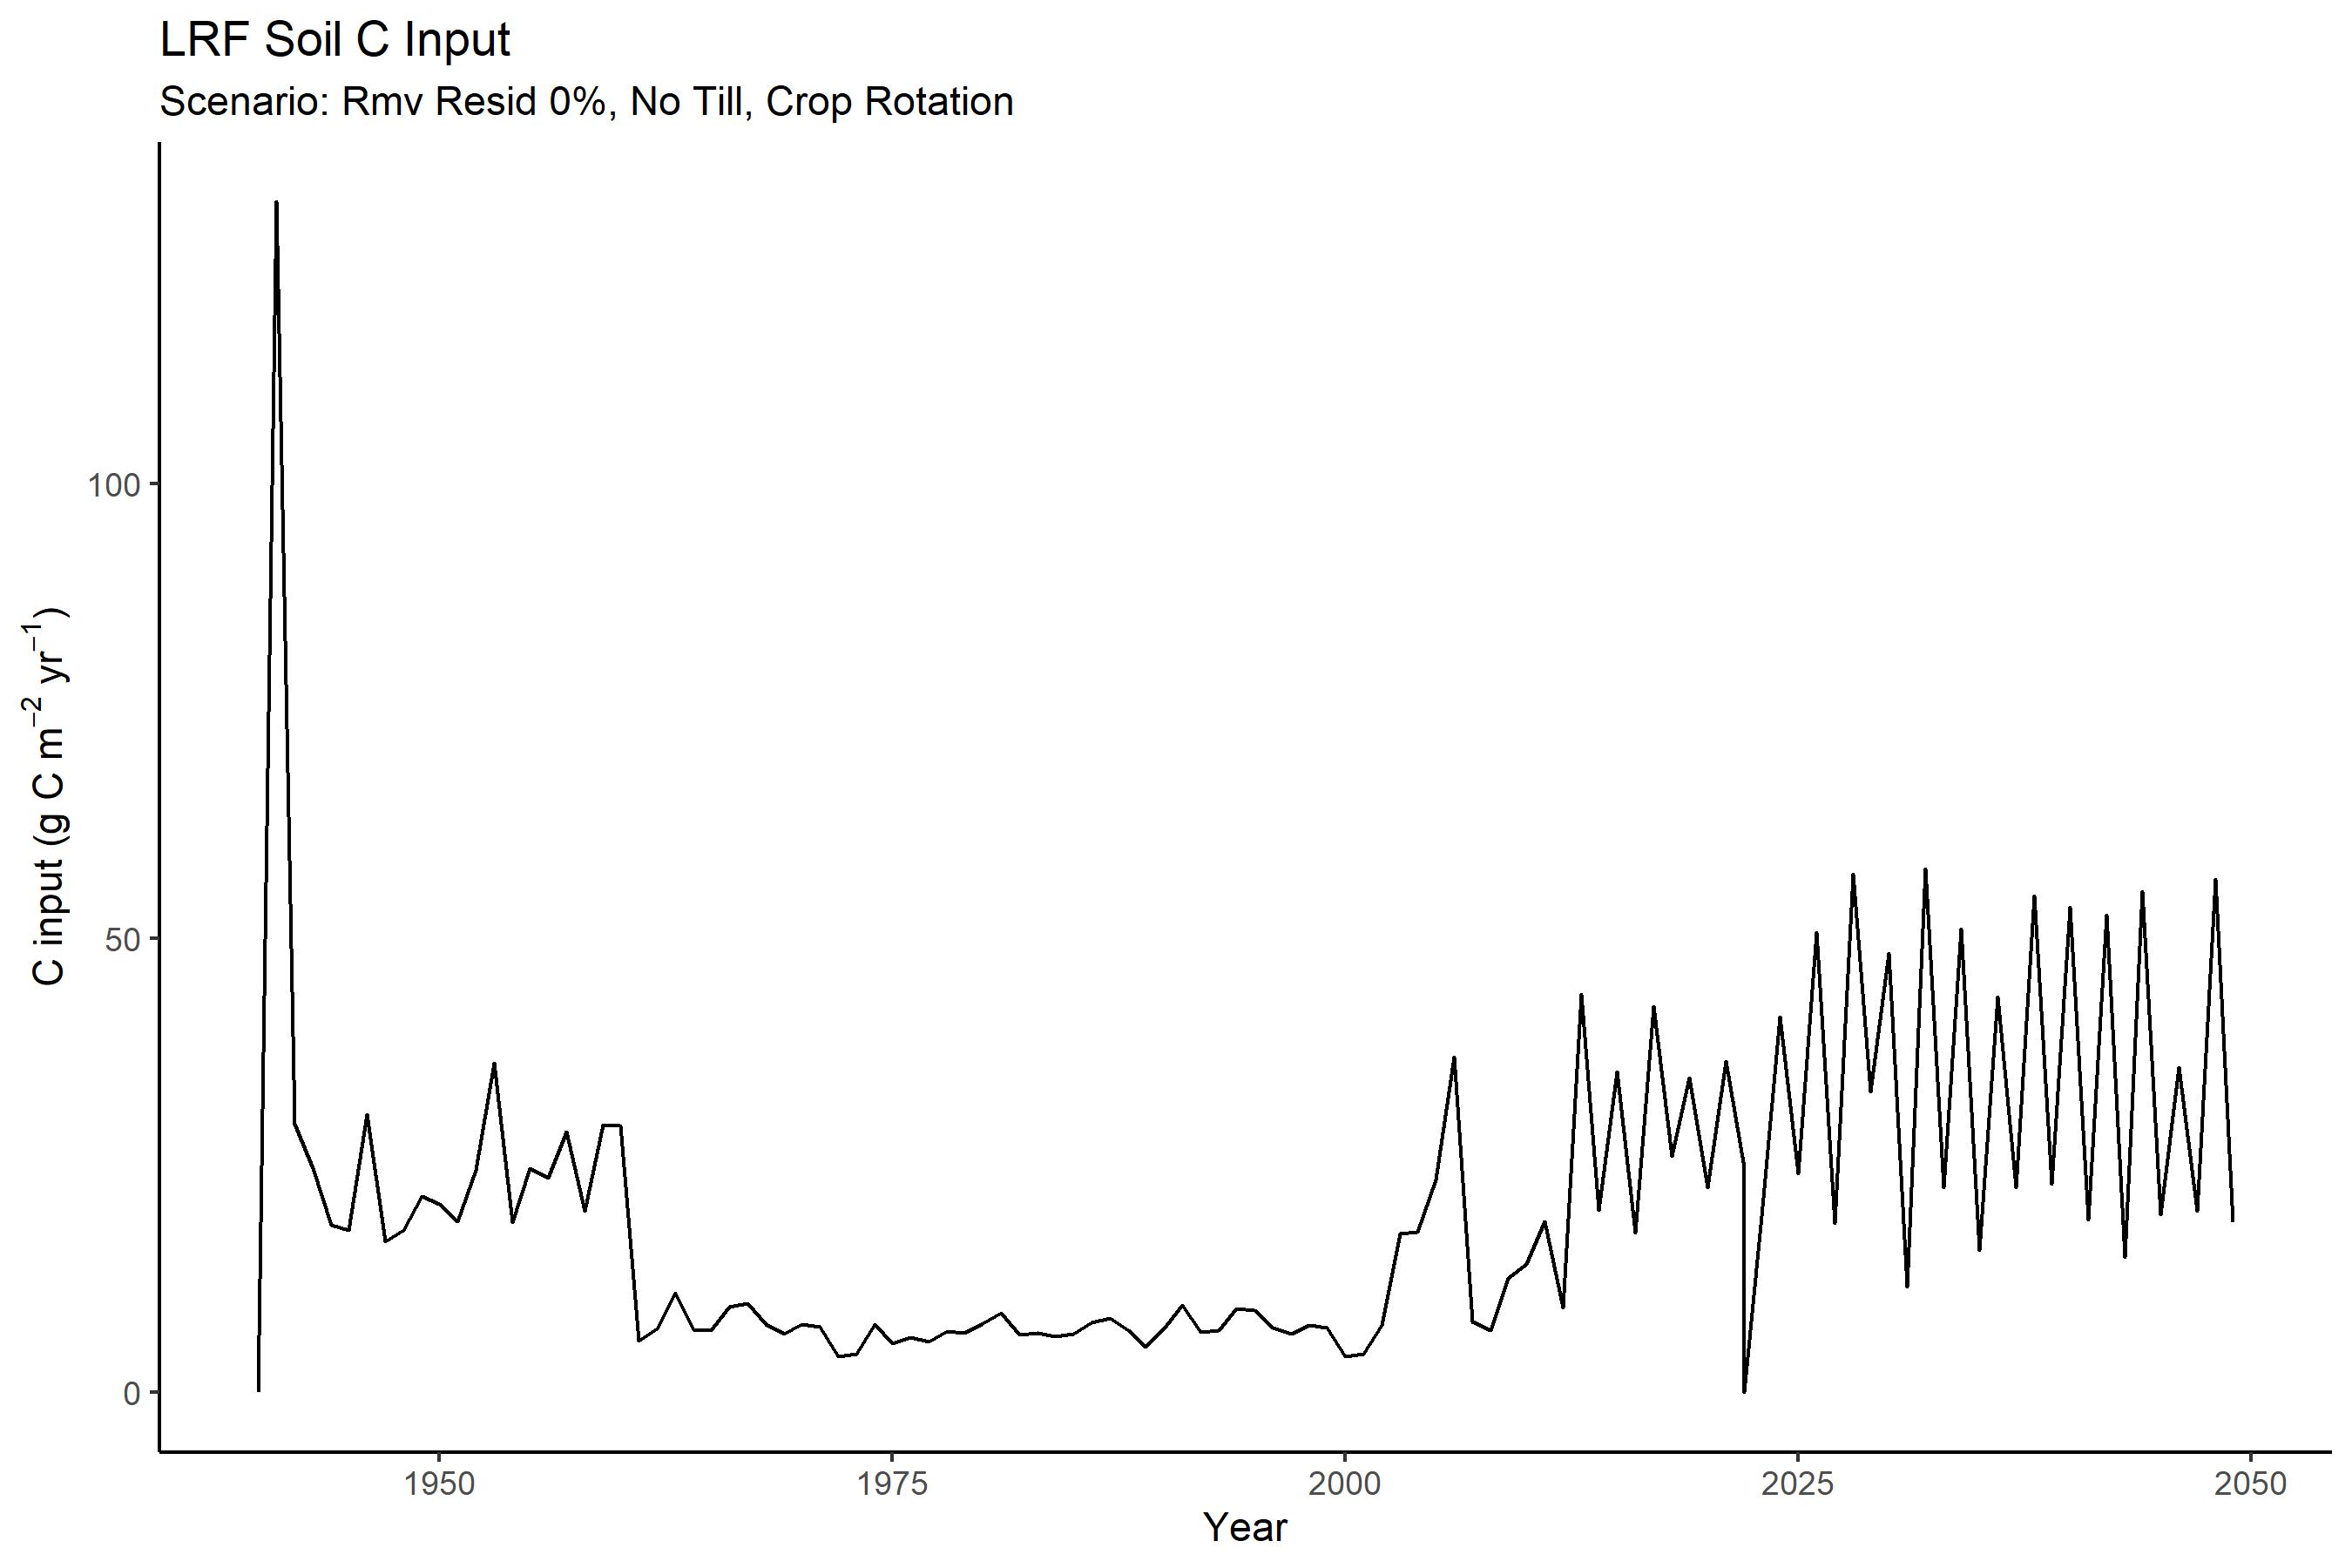 LRF Soil C Input
Scenario: Rmv Resid 0%, No Till, Crop Rotation
C input (g C m⁻² yr⁻¹)
100
50
0
1950 1975 2000 2025 2050
Year